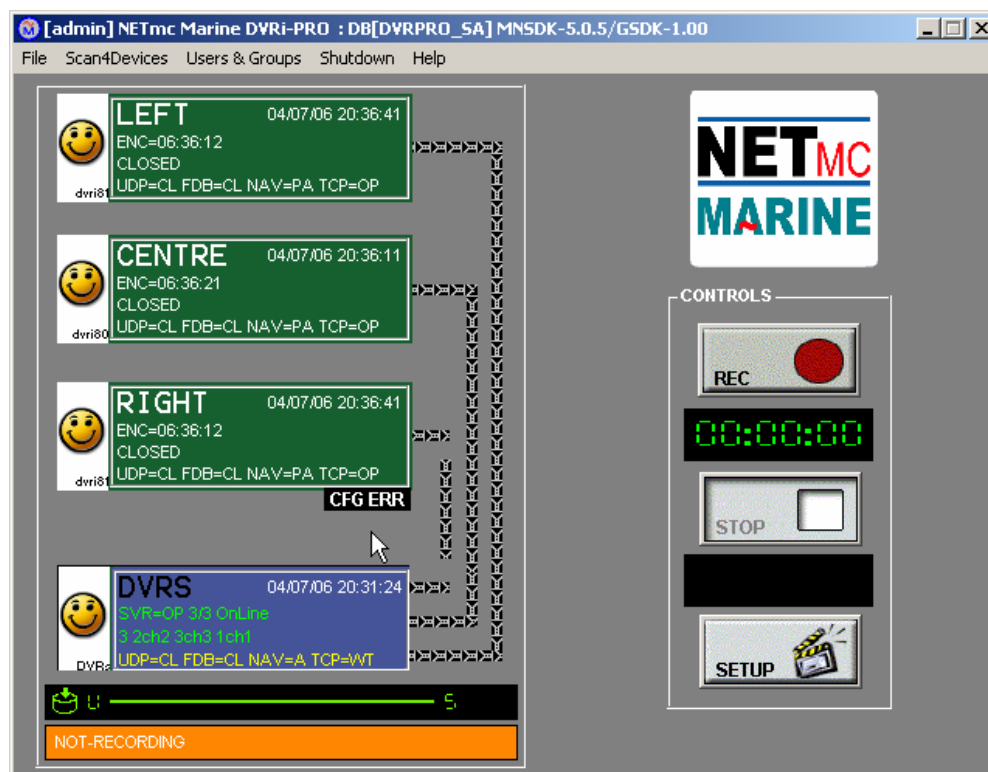 [admin] NETmc Marine DVRi-PRO : DB[DVRPRO_SA] MNSDK-5.0.5/GSDK-1.00
File Scan4Devices Users & Groups Shutdown Help
LEFT 04/07/06 20:36:41
ENC=06:36:12
CLOSED
UDP=CL FDB=CL NAV=PA TCP=OP
dvri81
CENTRE 04/07/06 20:36:11
ENC=06:36:21
CLOSED
UDP=CL FDB=CL NAV=PA TCP=OP
dvri80
RIGHT 04/07/06 20:36:41
ENC=06:36:12
CLOSED
UDP=CL FDB=CL NAV=PA TCP=OP
dvri81
CFG ERR
DVRS 04/07/06 20:31:24
SVR=OP 3/3 OnLine
3 2ch2 3ch3 1ch1
UDP=CL FDB=CL NAV=A TCP=WT
U S
NOT-RECORDING
NETMC
MARINE
CONTROLS
REC
00:00:00
STOP
SETUP